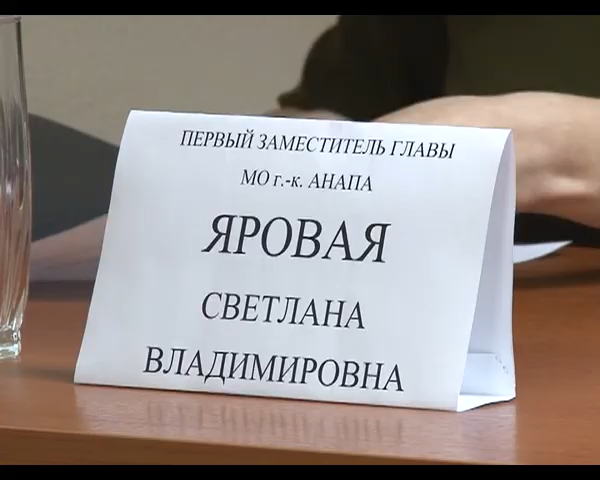 ПЕРВЫЙ ЗАМЕСТИТЕЛЬ ГЛАВЫ
МО г.-к. АНАПА
ЯРОВАЯ
СВЕТЛАНА
ВЛАДИМИРОВНА